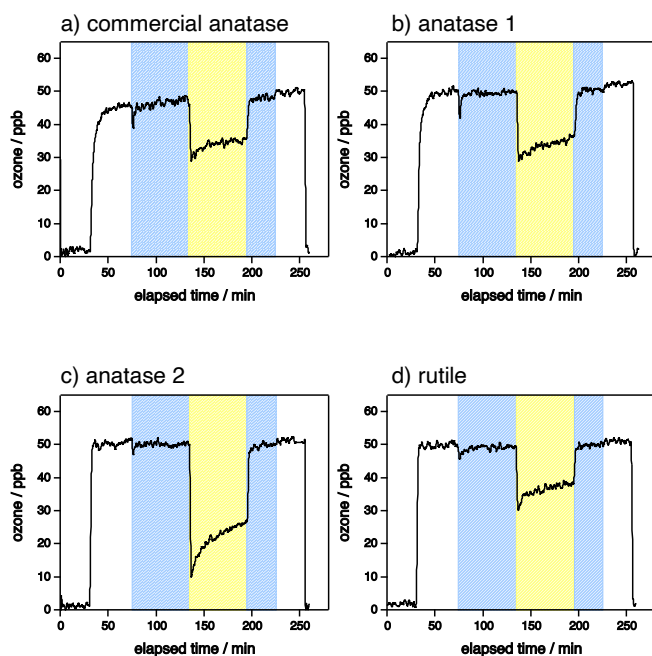 a) commercial anatase
b) anatase 1
60
50
40
30
20
10
0
ozone / ppb
0 50 100 150 200 250
elapsed time / min
60
50
40
30
20
10
0
ozone / ppb
0 50 100 150 200 250
elapsed time / min
c) anatase 2
d) rutile
60
50
40
30
20
10
0
ozone / ppb
0 50 100 150 200 250
elapsed time / min
60
50
40
30
20
10
0
ozone / ppb
0 50 100 150 200 250
elapsed time / min